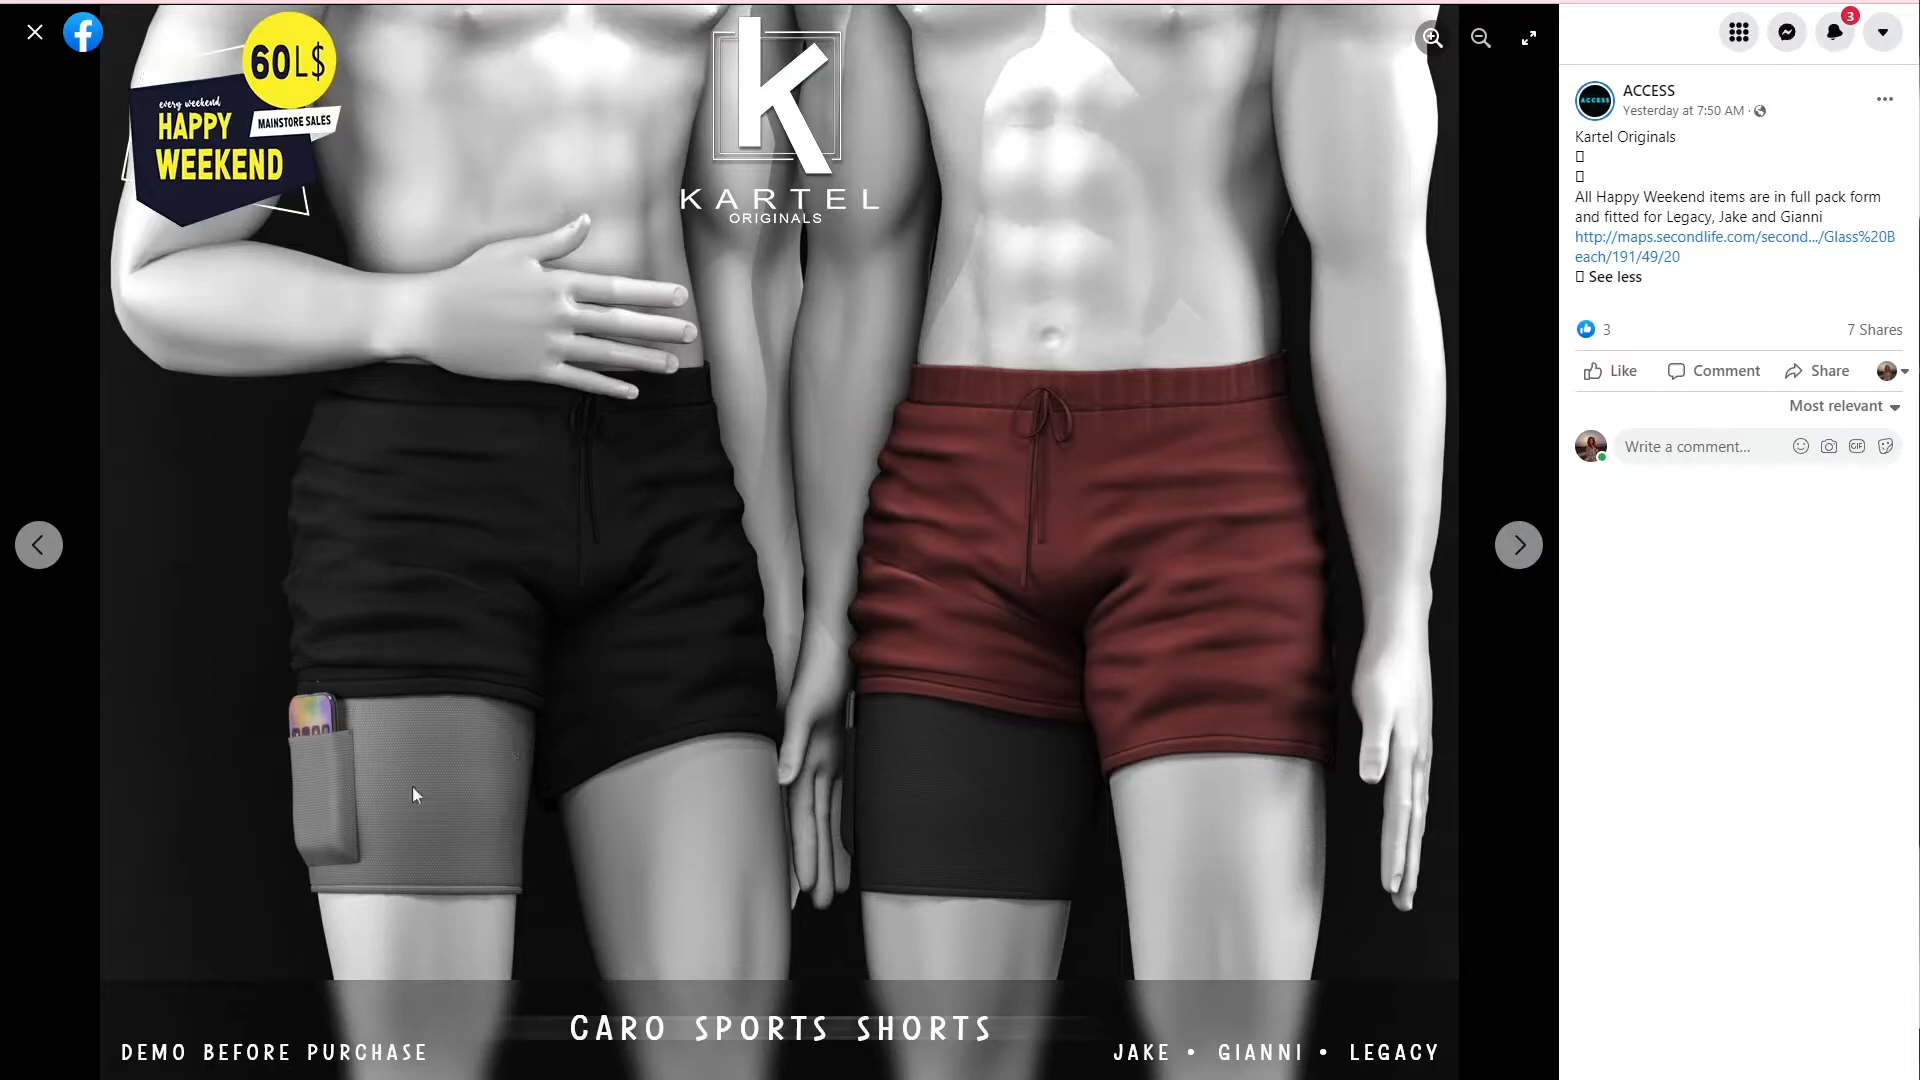 60L$
every weekend
HAPPY
MAINSTORE SALES
WEEKEND
K
KARTEL
ORIGINALS
CARO SPORTS SHORTS
DEMO BEFORE PURCHASE
JAKE • GIANNI • LEGACY
3
ACCESS
ACCESS
Yesterday at 7:50 AM ·
Kartel Originals
All Happy Weekend items are in full pack form
and fitted for Legacy, Jake and Gianni
http://maps.secondlife.com/second.../Glass%20B
each/191/49/20
See less
3
7 Shares
Like
Comment
Share
Most relevant
Write a comment...
GIF